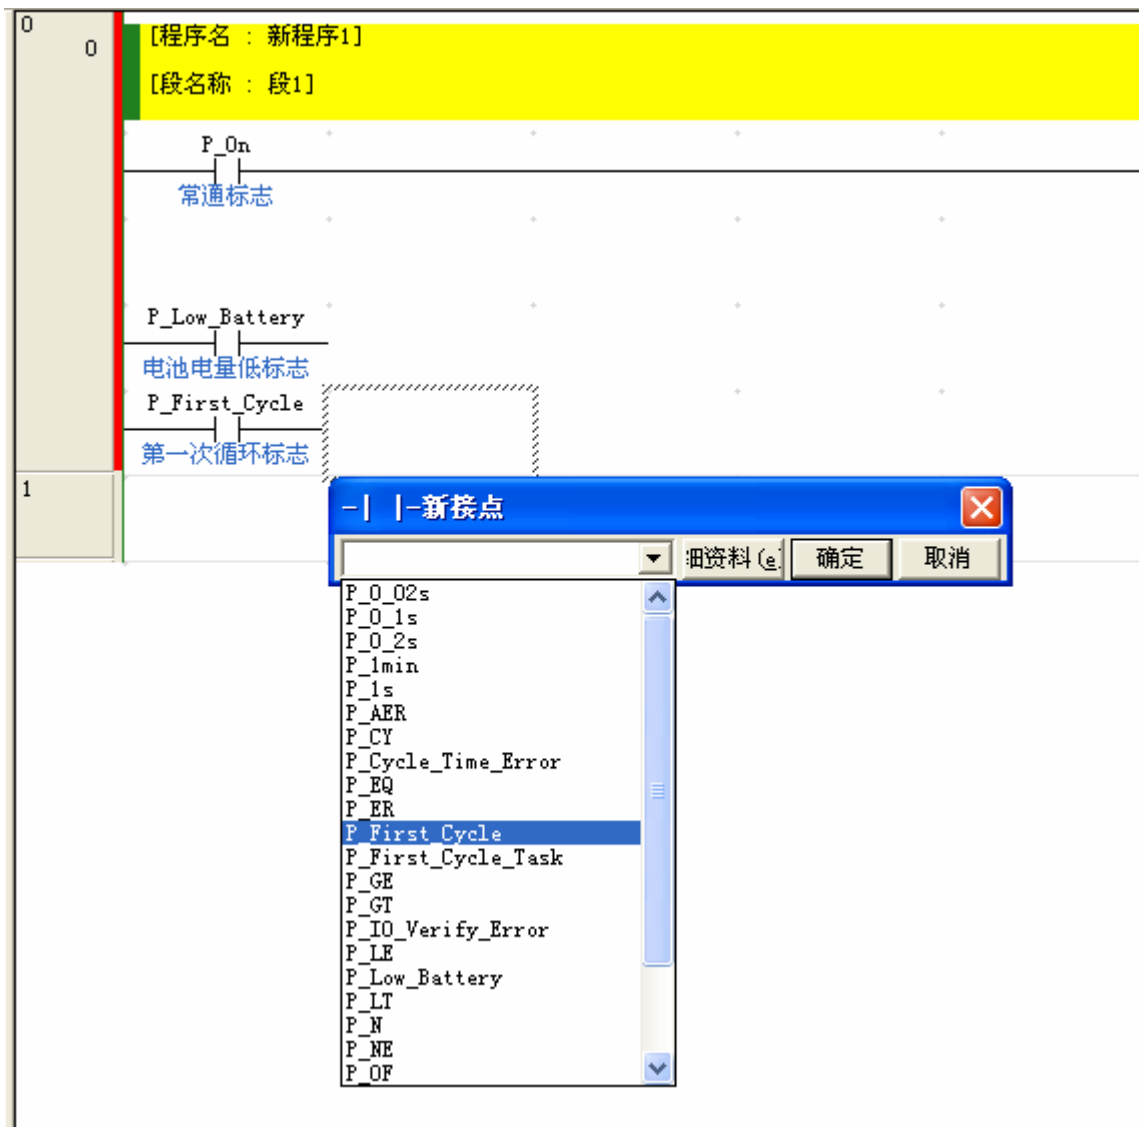 0
0
[程序名 : 新程序1]
[段名称 : 段1]
P_On
常通标志
P_Low_Battery
电池电量低标志
P_First_Cycle
第一次循环标志
1
-| |-新接点
细资料(e)
确定
取消
P_0_02s
P_0_1s
P_0_2s
P_1min
P_1s
P_AER
P_CY
P_Cycle_Time_Error
P_EQ
P_ER
P_First_Cycle
P_First_Cycle_Task
P_GE
P_GT
P_IO_Verify_Error
P_LE
P_Low_Battery
P_LT
P_N
P_NE
P_OF